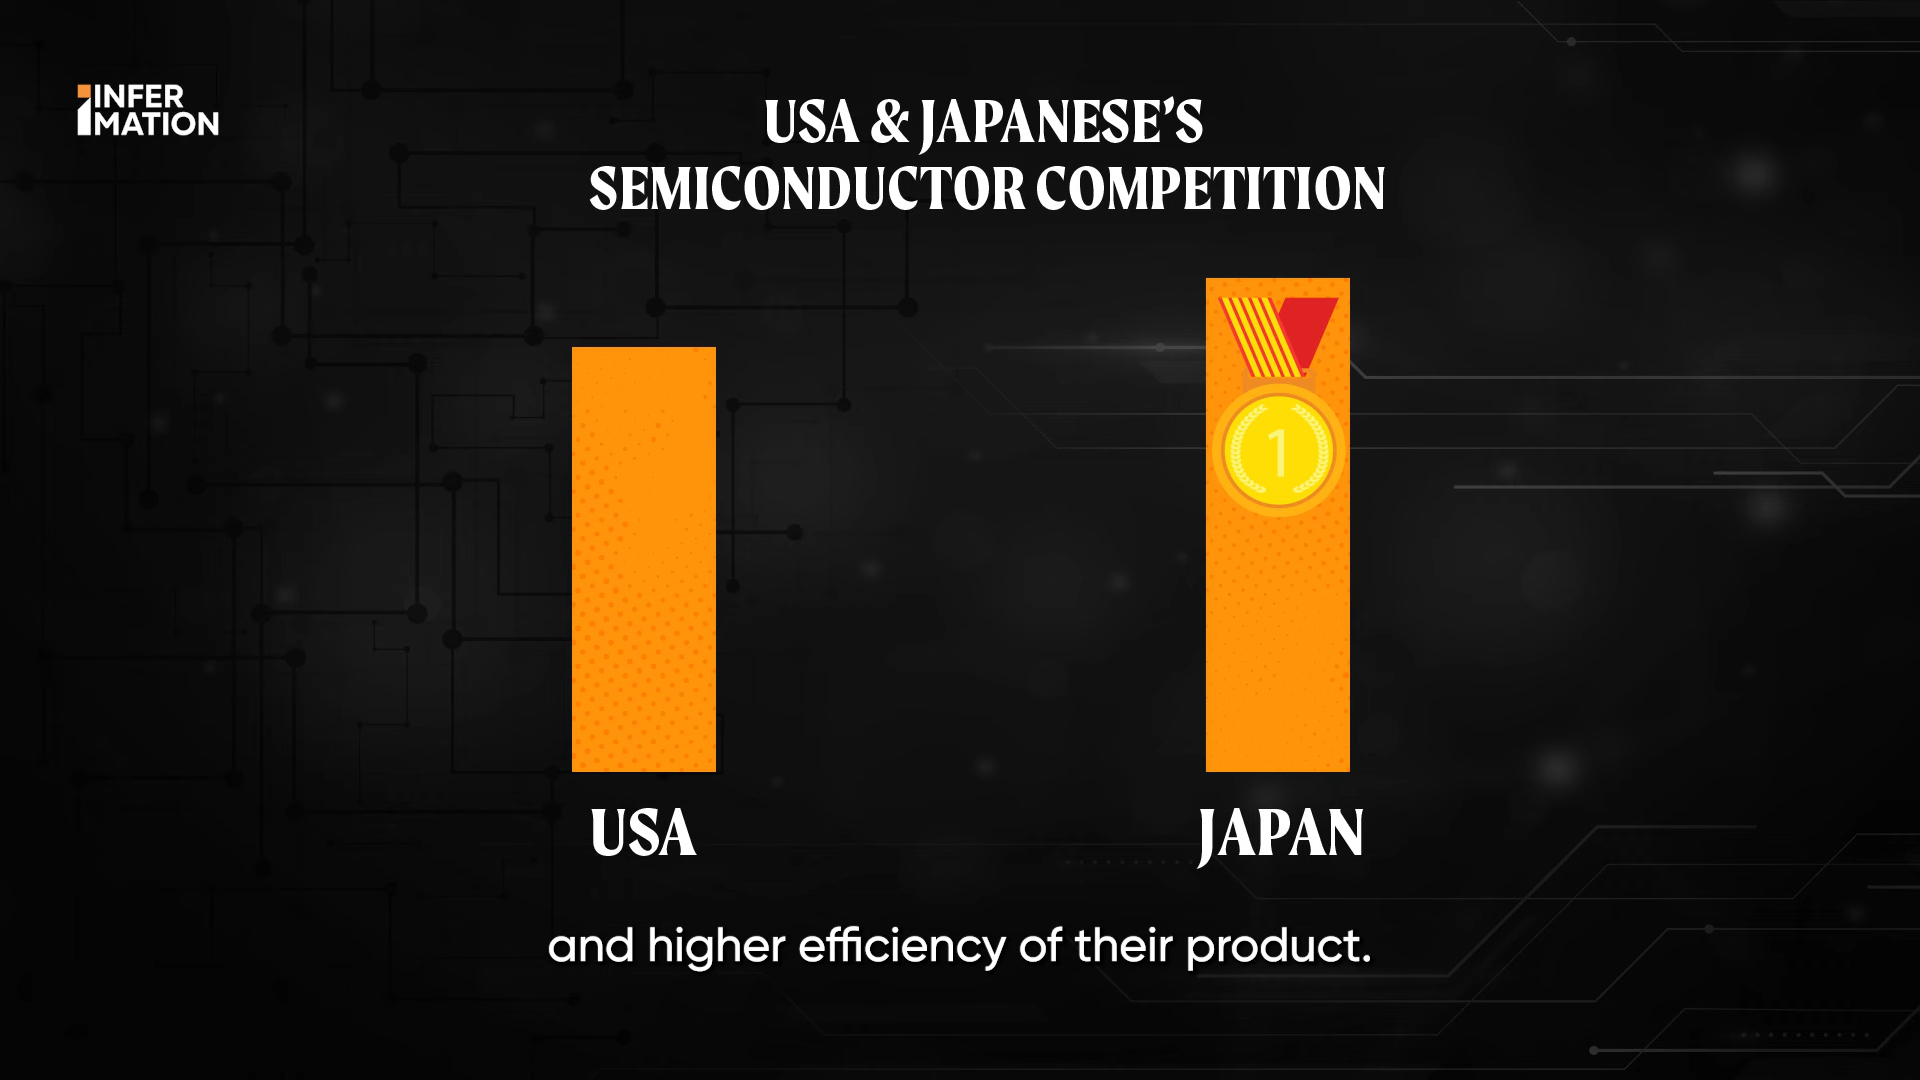 INFER
MATION
USA & JAPANESE’S
SEMICONDUCTOR COMPETITION
1
USA
JAPAN
and higher efficiency of their product.